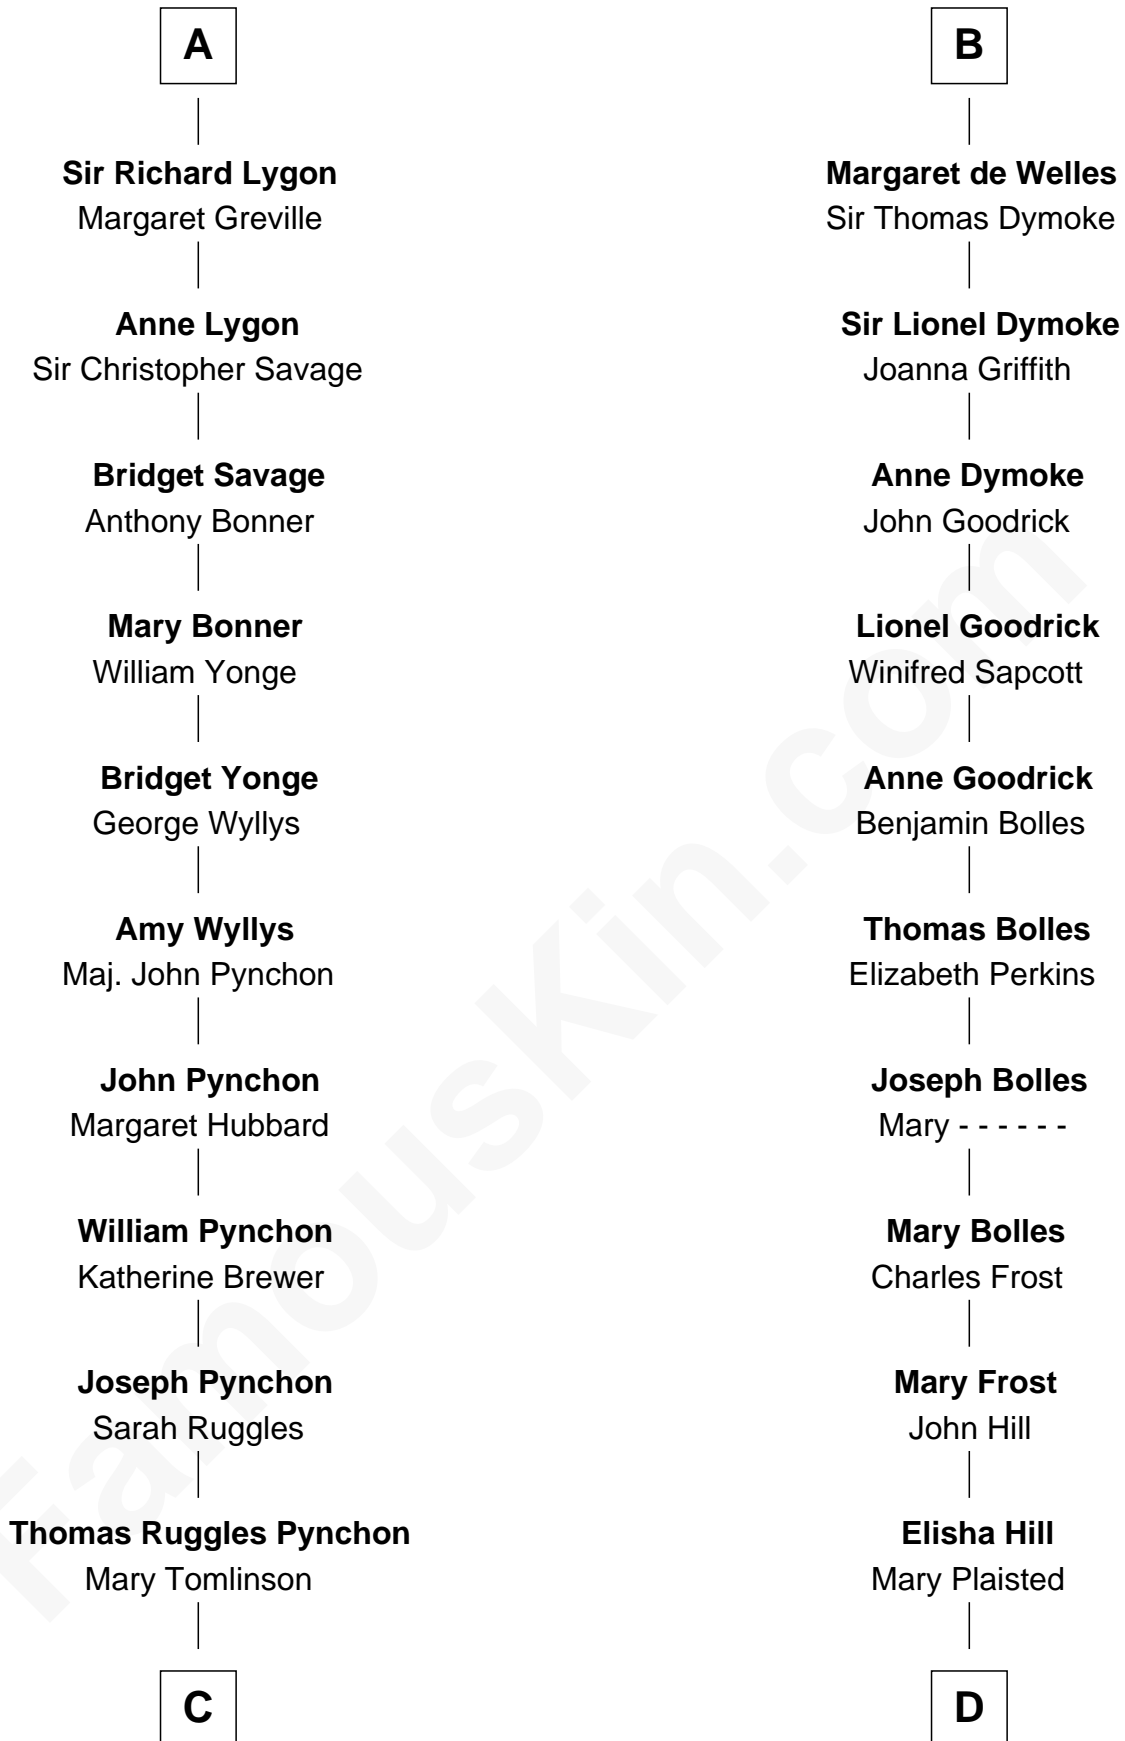 A
Sir Richard Lygon
Margaret Greville
Anne Lygon
Sir Christopher Savage
Bridget Savage
Anthony Bonner
Mary Bonner
William Yonge
Bridget Yonge
George Wyllys
Amy Wyllys
Maj. John Pynchon
John Pynchon
Margaret Hubbard
William Pynchon
Katherine Brewer
Joseph Pynchon
Sarah Ruggles
Thomas Ruggles Pynchon
Mary Tomlinson
C
B
Margaret de Welles
Sir Thomas Dymoke
Sir Lionel Dymoke
Joanna Griffith
Anne Dymoke
John Goodrick
Lionel Goodrick
Winifred Sapcott
Anne Goodrick
Benjamin Bolles
Thomas Bolles
Elizabeth Perkins
Joseph Bolles
Mary - - - - - -
Mary Bolles
Charles Frost
Mary Frost
John Hill
Elisha Hill
Mary Plaisted
D
FamousKin.com